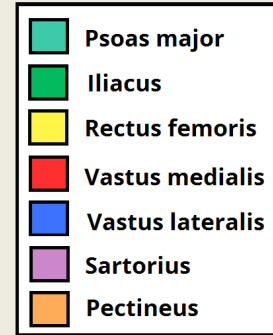 Psoas major
Iliacus
Rectus femoris
Vastus medialis
Vastus lateralis
Sartorius
Pectineus